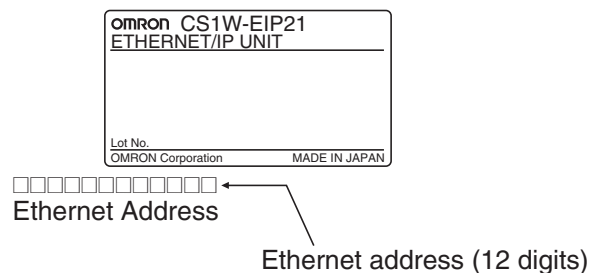 OMRON CS1W-EIP21
ETHERNET/IP UNIT
Lot No.
OMRON Corporation MADE IN JAPAN
□□□□□□□□□□□□
Ethernet Address
Ethernet address (12 digits)